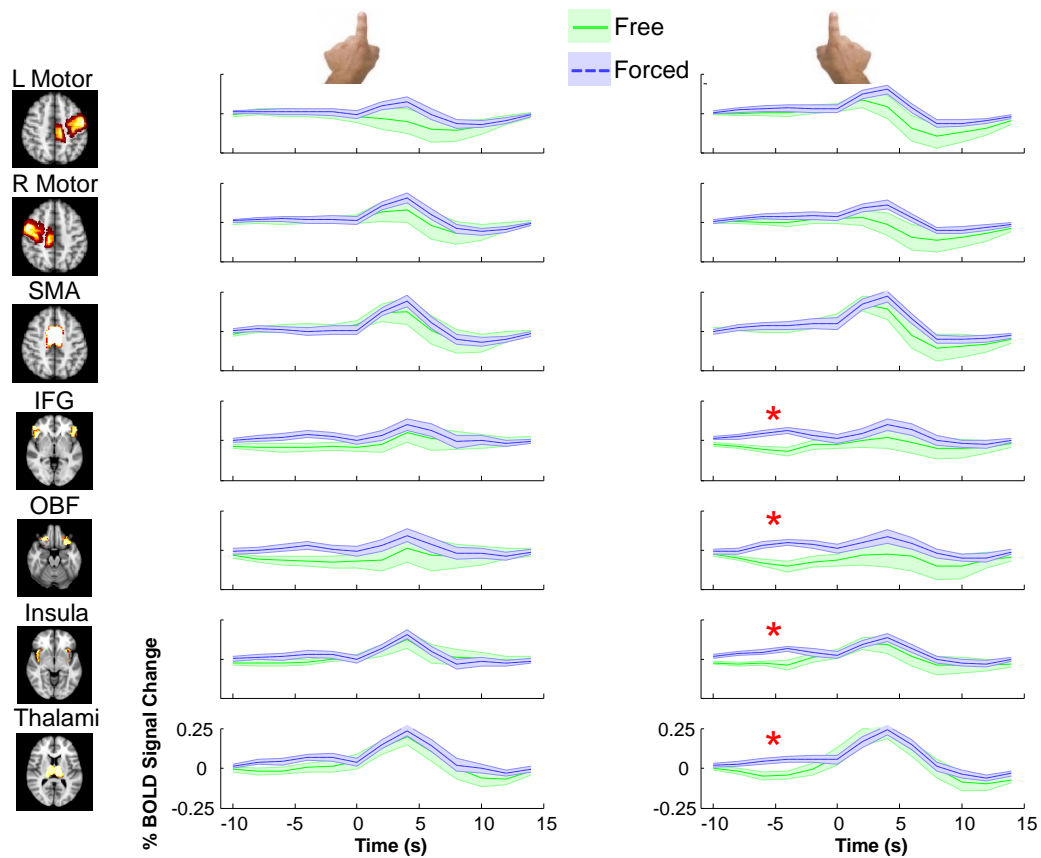 Free
Forced
L Motor
R Motor
SMA
IFG
*
OBF
*
Insula
*
Thalami
*
% BOLD Signal Change
0.25
0
-0.25
0.25
0
-0.25
-10 -5 0 5 10 15
-10 -5 0 5 10 15
Time (s)
Time (s)